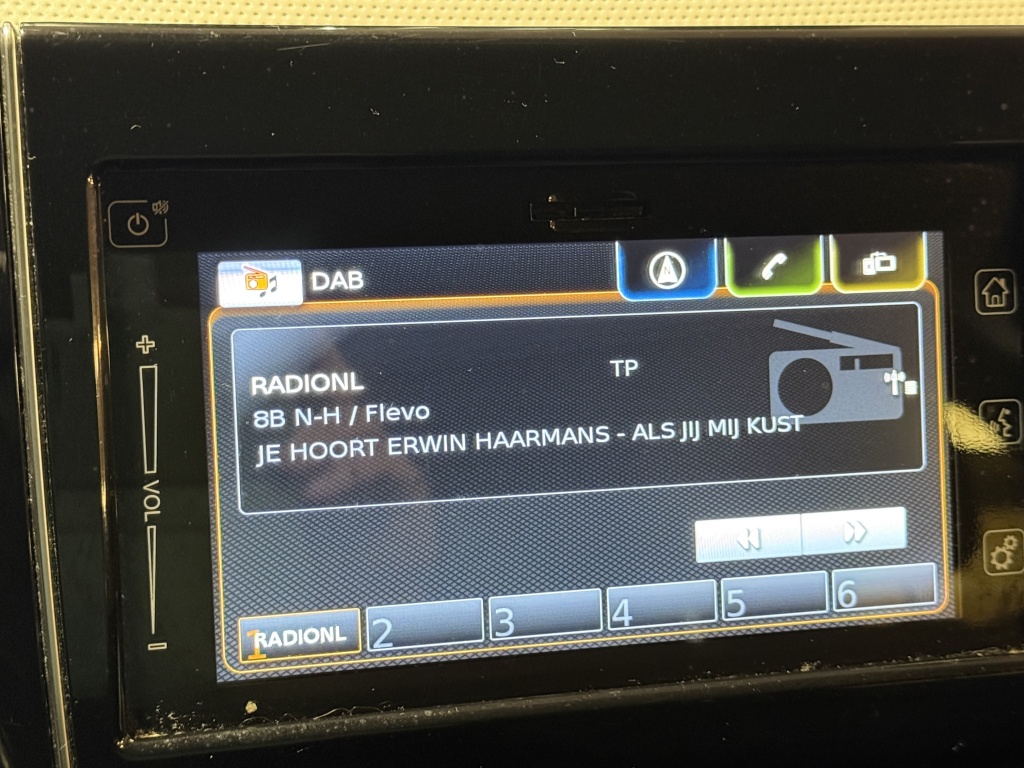 DAB
RADIONL TP
8B N-H / Flevo
JE HOORT ERWIN HAARMANS - ALS JIJ MIJ KUST
VOL
1 RADIONL 2 3 4 5 6